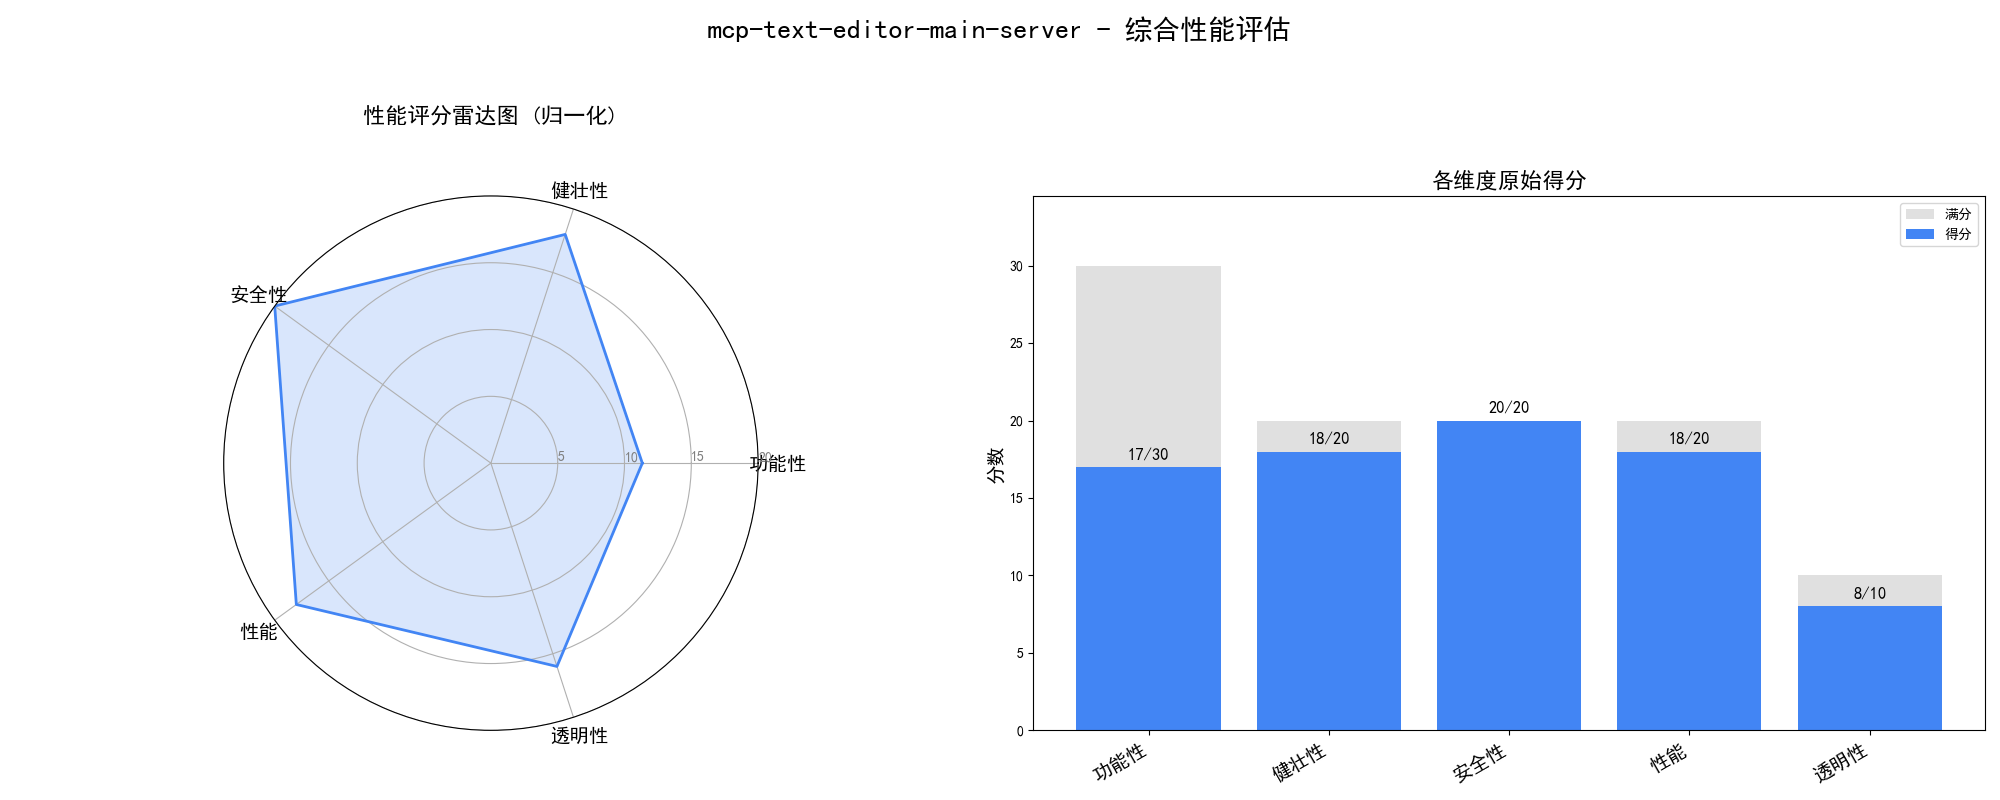 mcp-text-editor-main-server - 综合性能评估
性能评分雷达图 (归一化)
健壮性
安全性
功能性
5
10
15
20
性能
透明性
各维度原始得分
满分
得分
分数
30
25
20
15
10
5
0
17/30
18/20
20/20
18/20
8/10
功能性
健壮性
安全性
性能
透明性